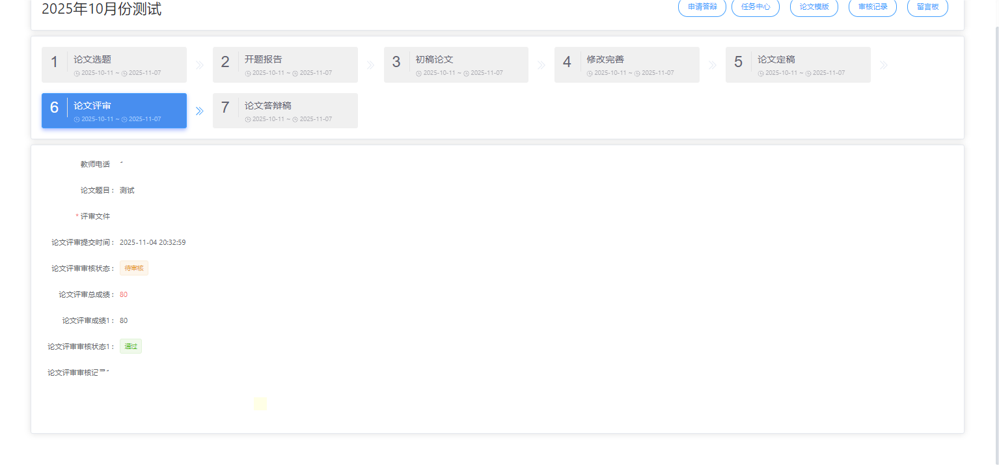 2025年10月份测试
申请答辩 任务中心 论文模版 审核记录 留言板
1 论文选题
2025-10-11 ~ 2025-11-07
2 开题报告
2025-10-11 ~ 2025-11-07
3 初稿论文
2025-10-11 ~ 2025-11-07
4 修改完善
2025-10-11 ~ 2025-11-07
5 论文定稿
2025-10-11 ~ 2025-11-07
6 论文评审
2025-10-11 ~ 2025-11-07
7 论文答辩稿
2025-10-11 ~ 2025-11-07
教师电话
论文题目： 测试
* 评审文件
论文评审提交时间： 2025-11-04 20:32:59
论文评审审核状态： 待审核
论文评审总成绩： 80
论文评审成绩1： 80
论文评审审核状态1： 通过
论文评审审核记